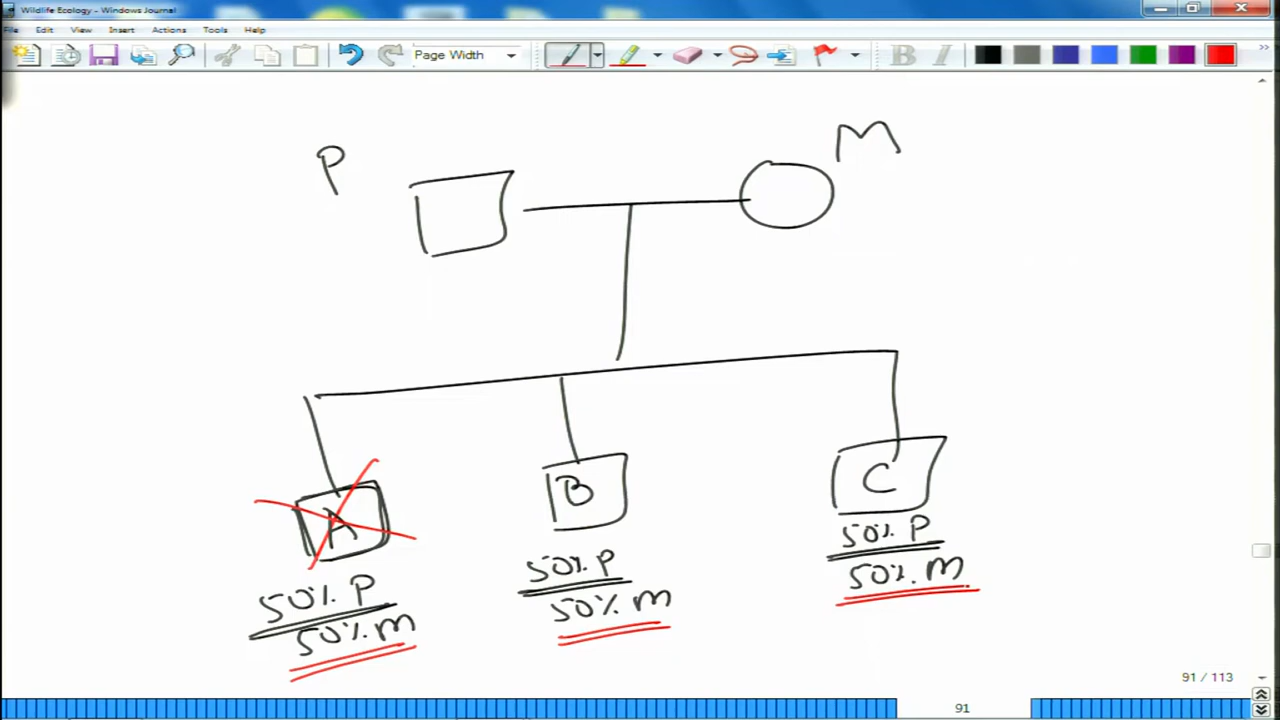 Wildlife Ecology - Windows Journal
File Edit View Insert Actions Tools Help
Page Width
B I
P
M
A
B
C
50% P
50% M
50% P
50% M
50% P
50% M
91 / 113
91